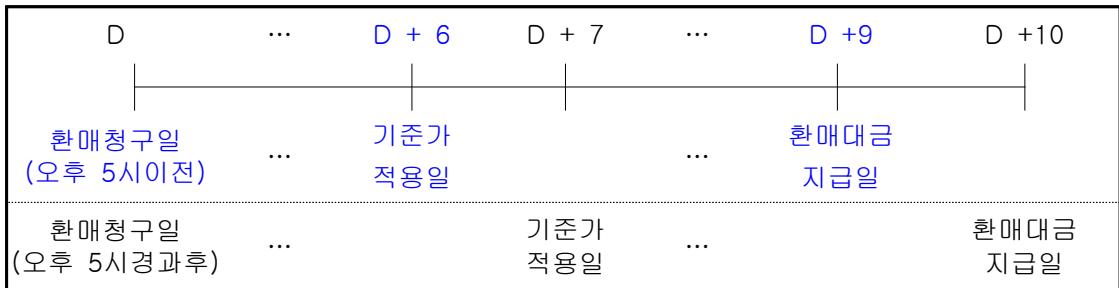 D ... D + 6 D + 7 ... D +9 D +10
환매청구일 ... 기준가 ... 환매대금
(오후 5시이전) 적용일 지급일
환매청구일 ... 기준가 ... 환매대금
(오후 5시경과후) 적용일 지급일